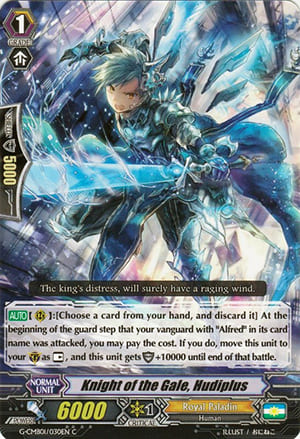 1
GRADE
SHIELD
5000
The king's distress, will surely have a raging wind.
AUTO [ ]:[Choose a card from your hand, and discard it] At the
beginning of the guard step that your vanguard with "Alfred" in its card
name was attacked, you may pay the cost. If you do, move this unit to
your as , and this unit gets +10000 until end of that battle.
NORMAL
UNIT
Knight of the Gale, Hudiplus
POWER
6000
1
CRITICAL
Royal Paladin
Human
G-CMB01/030EN C
ILLUST /